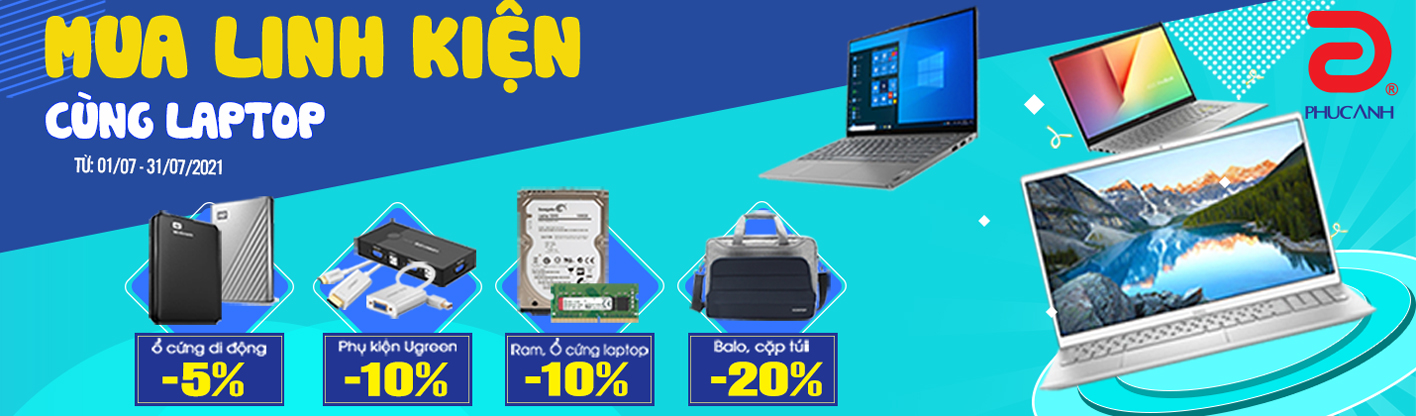 MUA LINH KIỆN
CÙNG LAPTOP
TỪ: 01/07 - 31/07/2021
PHUCANH
®
Ổ cứng di động
-5%
Phụ kiện Ugreen
-10%
Ram, Ổ cứng laptop
-10%
Balo, cặp túi
-20%